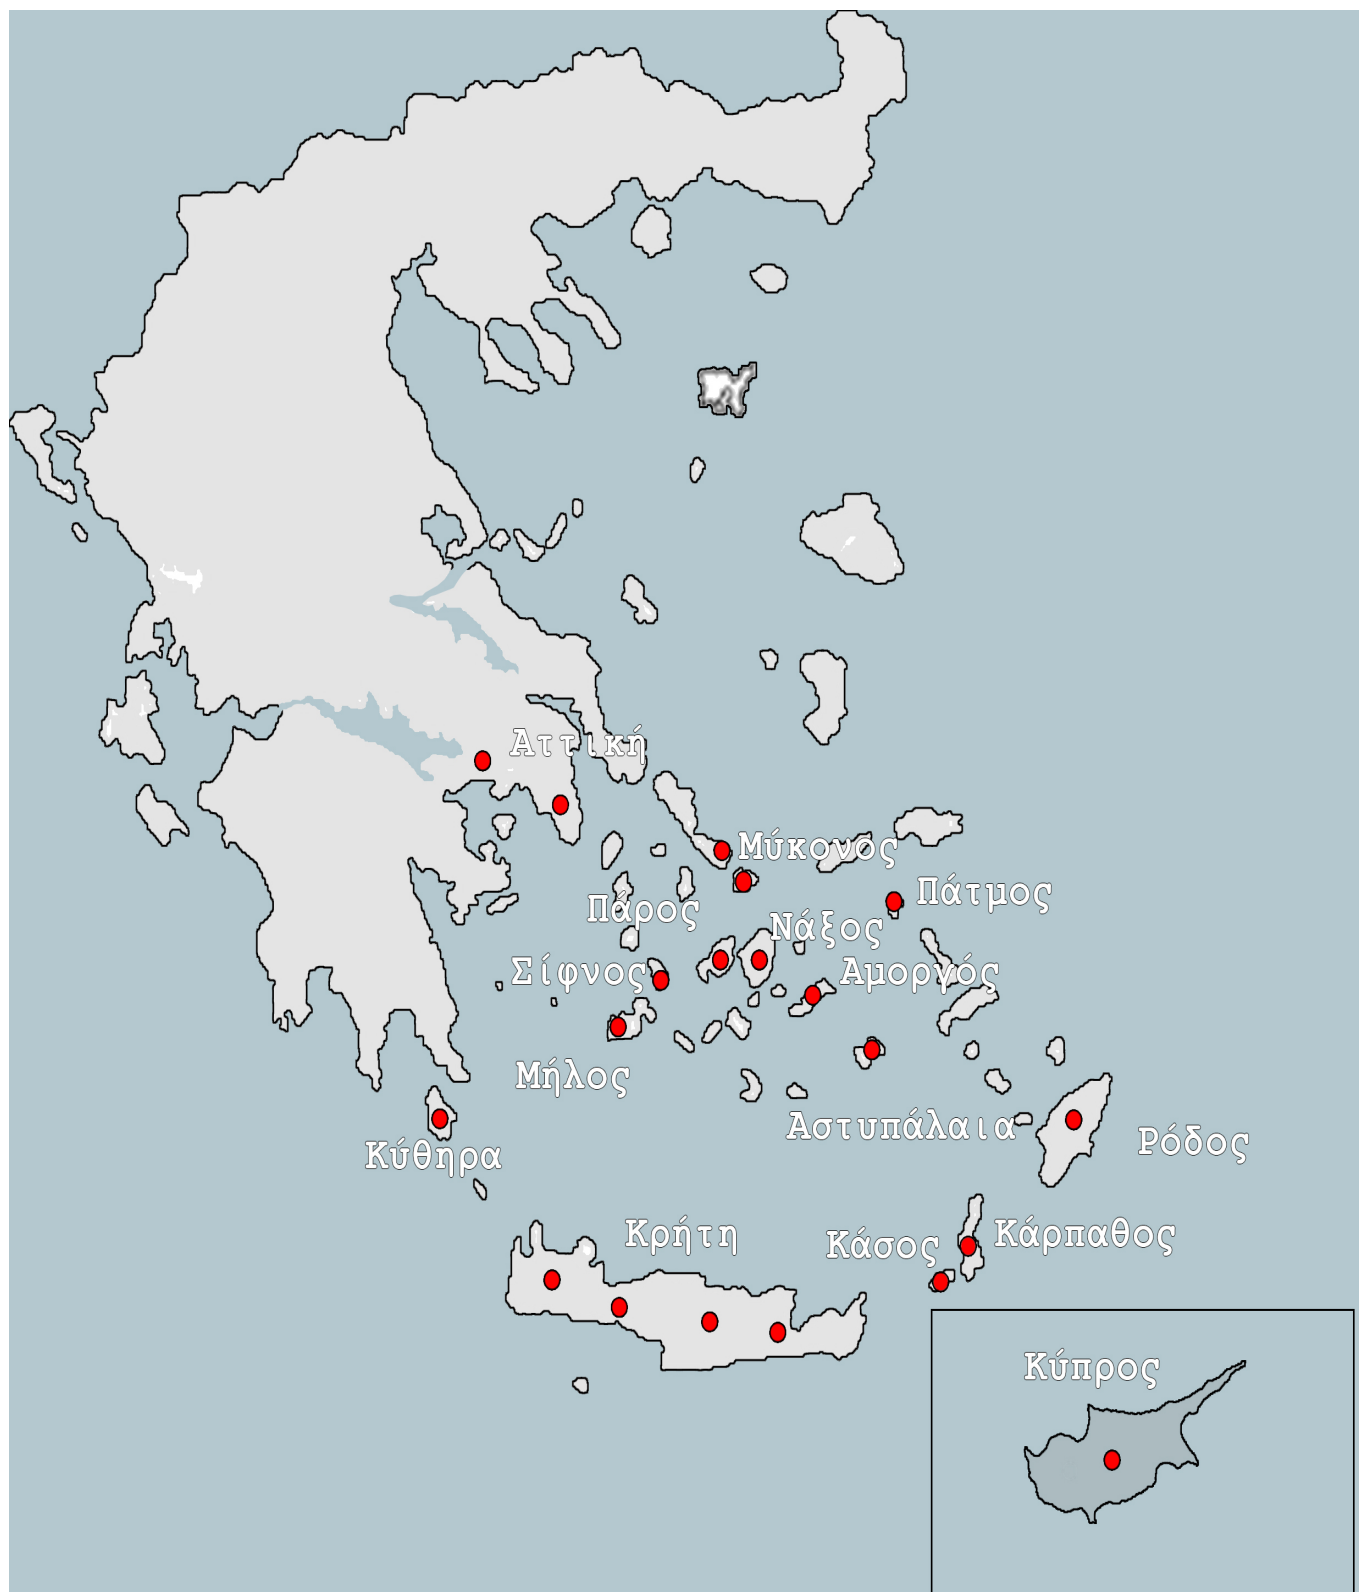 Αττική
Μύκονος
Πάτμος
Πάρος
Νάξος
Σίφνος
Αμοργός
Μήλος
Αστυπάλαια
Ρόδος
Κύθηρα
Κρήτη
Κάσος
Κάρπαθος
Κύπρος